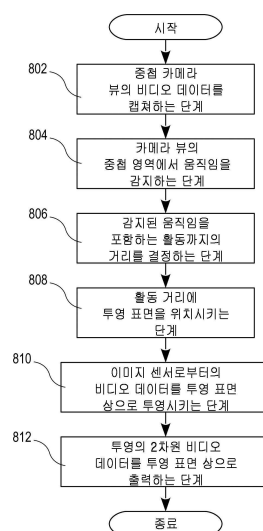 시작
802
중첩 카메라
뷰의 비디오 데이터를
캡쳐하는 단계
804
카메라 뷰의
중첩 영역에서 움직임을
감지하는 단계
806
감지된 움직임을
포함하는 활동까지의
거리를 결정하는 단계
808
활동 거리에
투영 표면을 위치시키는
단계
810
이미지 센서로부터의
비디오 데이터를 투영 표면
상으로 투영시키는 단계
812
투영의 2차원 비디오
데이터를 투영 표면 상으로
출력하는 단계
종료